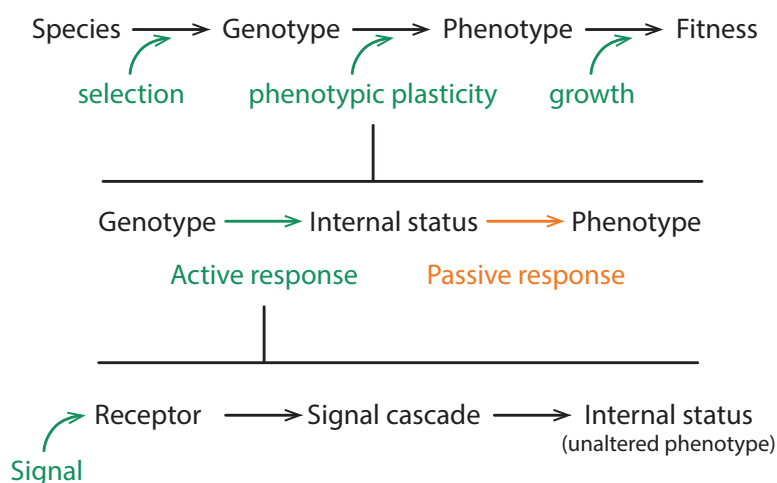 Species Genotype Phenotype Fitness
selection phenotypic plasticity growth
Genotype Internal status Phenotype
Active response Passive response
Receptor Signal cascade Internal status
(unaltered phenotype)
Signal